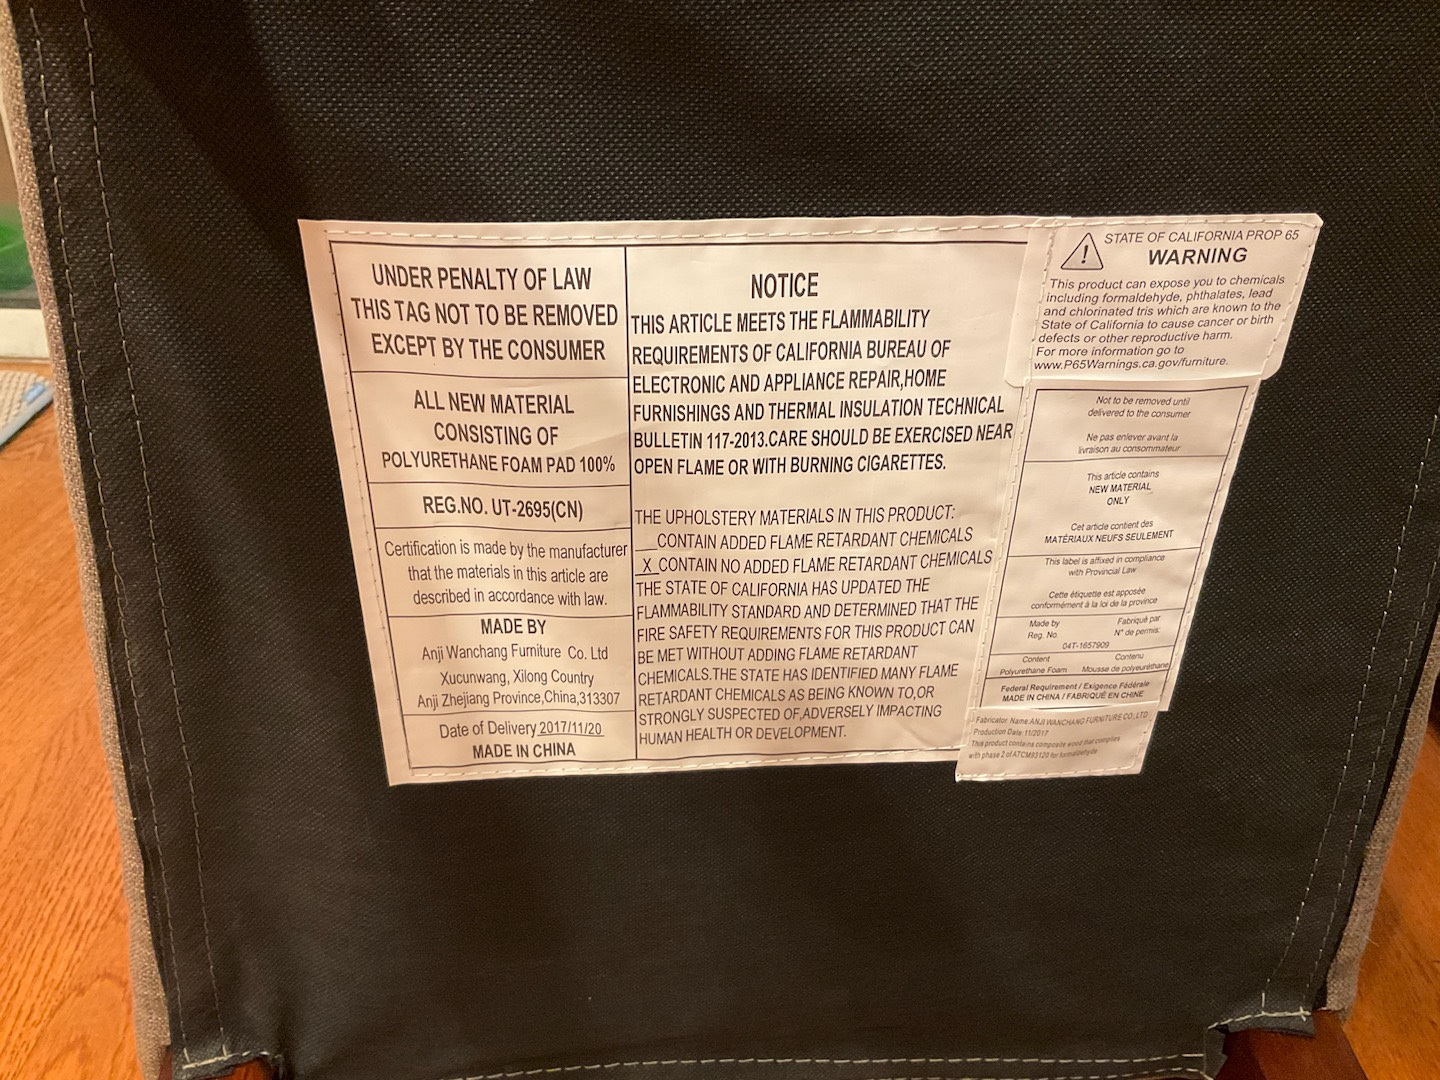 UNDER PENALTY OF LAW
THIS TAG NOT TO BE REMOVED
EXCEPT BY THE CONSUMER
ALL NEW MATERIAL
CONSISTING OF
POLYURETHANE FOAM PAD 100%
REG.NO. UT-2695(CN)
Certification is made by the manufacturer
that the materials in this article are
described in accordance with law.
MADE BY
Anji Wanchang Furniture Co. Ltd
Xucunwang, Xilong Country
Anji Zhejiang Province,China,313307
Date of Delivery 2017/11/20
MADE IN CHINA
NOTICE
THIS ARTICLE MEETS THE FLAMMABILITY
REQUIREMENTS OF CALIFORNIA BUREAU OF
ELECTRONIC AND APPLIANCE REPAIR,HOME
FURNISHINGS AND THERMAL INSULATION TECHNICAL
BULLETIN 117-2013.CARE SHOULD BE EXERCISED NEAR
OPEN FLAME OR WITH BURNING CIGARETTES.
THE UPHOLSTERY MATERIALS IN THIS PRODUCT:
__CONTAIN ADDED FLAME RETARDANT CHEMICALS
X CONTAIN NO ADDED FLAME RETARDANT CHEMICALS
THE STATE OF CALIFORNIA HAS UPDATED THE
FLAMMABILITY STANDARD AND DETERMINED THAT THE
FIRE SAFETY REQUIREMENTS FOR THIS PRODUCT CAN
BE MET WITHOUT ADDING FLAME RETARDANT
CHEMICALS.THE STATE HAS IDENTIFIED MANY FLAME
RETARDANT CHEMICALS AS BEING KNOWN TO,OR
STRONGLY SUSPECTED OF,ADVERSELY IMPACTING
HUMAN HEALTH OR DEVELOPMENT.
STATE OF CALIFORNIA PROP 65
WARNING
This product can expose you to chemicals
including formaldehyde, phthalates, lead
and chlorinated tris which are known to the
State of California to cause cancer or birth
defects or other reproductive harm.
For more information go to
www.P65Warnings.ca.gov/furniture.
Not to be removed until
delivered to the consumer
Ne pas enlever avant la
livraison au consommateur
This article contains
NEW MATERIAL
ONLY
Cet article contient des
MATÉRIAUX NEUFS SEULEMENT
This label is affixed in compliance
with Provincial Law
Cette étiquette est apposée
conformément à la loi de la province
Made by Fabriqué par
Reg. No. N° de permis:
04T-1657909
Content Contenu
Polyurethane Foam Mousse de polyeuréthane
Federal Requirement / Exigence Fédérale
MADE IN CHINA / FABRIQUÉ EN CHINE
Fabricator Name:ANJI WANCHANG FURNITURE CO.,LTD
Production Date:11/2017
This product contains composite wood that complies
with phase 2 of ATCM93120 for formaldehyde